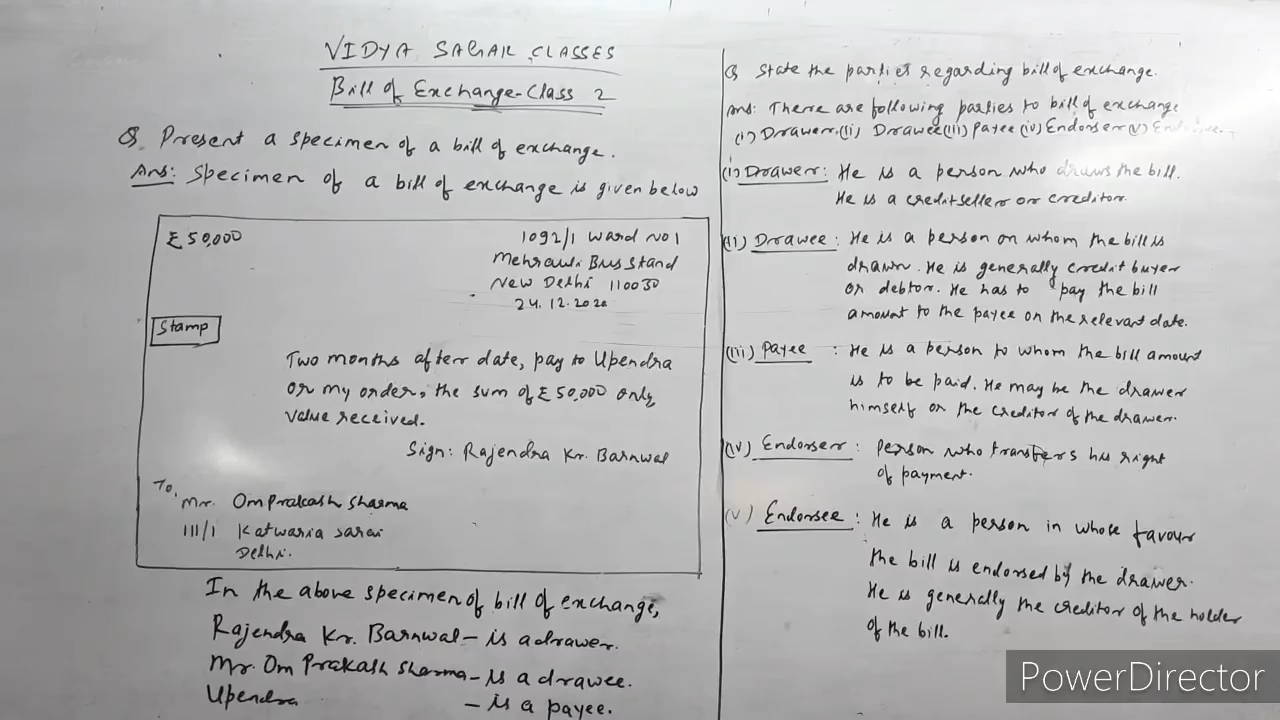 VIDYA SAGAR CLASSES
Bill of Exchange-Class 2
Q. Present a specimen of a bill of exchange.
Ans: Specimen of a bill of exchange is given below
₹ 50,000
1092/1 Ward No 1
Mehrauli Bus Stand
New Delhi 110030
24.12.2020
Stamp
Two months after date, pay to Upendra
or my order, the sum of ₹ 50,000 only
value received.
Sign: Rajendra Kr. Barnwal
To,
Mr. Om Prakash Sharma
111/1 Katwaria Sarai
Delhi.
In the above specimen of bill of exchange,
Rajendra Kr. Barnwal - is a drawer.
Mr. Om Prakash Sharma - is a drawee.
Upendra - is a payee.
Q State the parties regarding bill of exchange.
Ans: There are following parties to bill of exchange
(i) Drawer (ii) Drawee (iii) Payee (iv) Endorser (v)
(i) Drawer: He is a person who draws the bill.
He is a credit seller or creditor.
(ii) Drawee: He is a person on whom the bill is
drawn. He is generally credit buyer
or debtor. He has to pay the bill
amount to the payee on the relevant date.
(iii) Payee : He is a person to whom the bill amount
is to be paid. He may be the drawer
himself or the creditor of the drawer.
(iv) Endorser : Person who transfers his right
of payment.
(v) Endorsee : He is a person in whose favour
the bill is endorsed by the drawer.
He is generally the creditor of the holder
of the bill.
PowerDirector